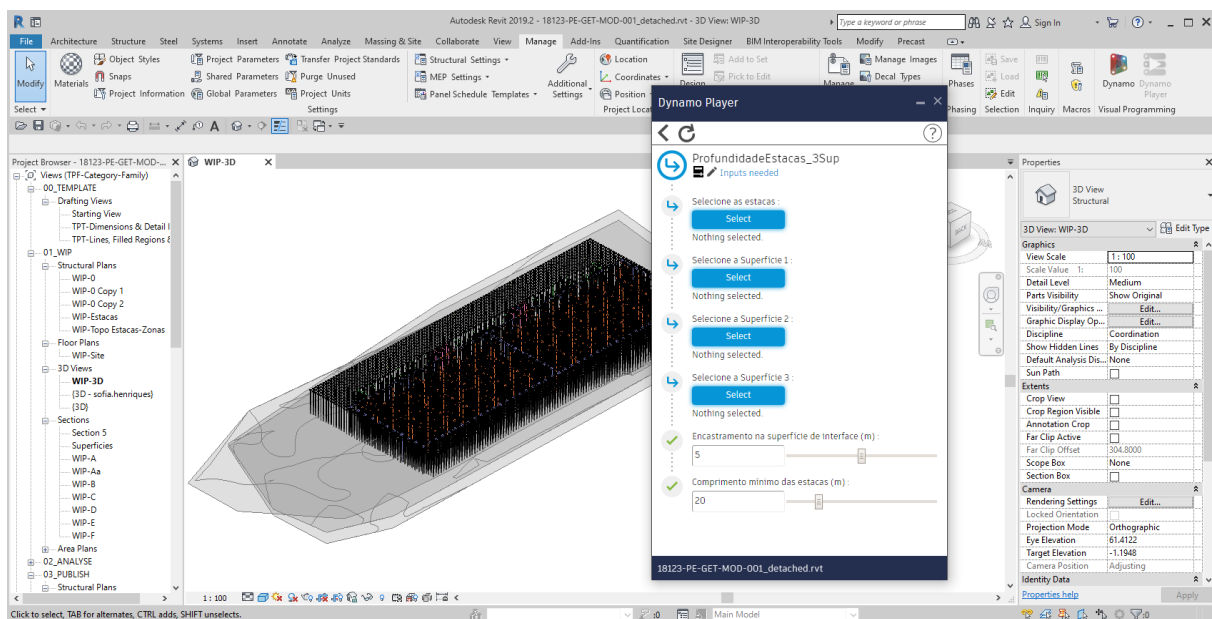 Autodesk Revit 2019.2 - 18123-PE-GET-MOD-001_detached.rvt - 3D View: WIP-3D
Type a keyword or phrase
Sign In
File Architecture Structure Steel Systems Insert Annotate Analyze Massing & Site Collaborate View Manage Add-Ins Quantification Site Designer BIM Interoperability Tools Modify Precast
Modify
Materials
Object Styles
Snaps
Project Information
Project Parameters
Shared Parameters
Global Parameters
Transfer Project Standards
Purge Unused
Project Units
Structural Settings
MEP Settings
Panel Schedule Templates
Additional Settings
Location
Coordinates
Position
Design
Add to Set
Pick to Edit
Manage
Manage Images
Decal Types
Phases
Save
Load
Edit
Dynamo
Dynamo Player
Select
Settings
Project Locat
Phasing
Selection
Inquiry
Macros
Visual Programming
Project Browser - 18123-PE-GET-MOD-...
Views (TPF-Category-Family)
00_TEMPLATE
Drafting Views
Starting View
TPT-Dimensions & Detail I
TPT-Lines, Filled Regions &
01_WIP
Structural Plans
WIP-0
WIP-0 Copy 1
WIP-0 Copy 2
WIP-Estacas
WIP-Topo Estacas-Zonas
Floor Plans
WIP-Site
3D Views
WIP-3D
{3D - sofia.henriques}
{3D}
Sections
Section 5
Superficies
WIP-A
WIP-Aa
WIP-B
WIP-C
WIP-D
WIP-E
WIP-F
Area Plans
02_ANALYSE
03_PUBLISH
Structural Plans
WIP-3D
BACK
1 : 100
Dynamo Player
ProfundidadeEstacas_3Sup
Inputs needed
Selecione as estacas :
Select
Nothing selected.
Selecione a Superfície 1 :
Select
Nothing selected.
Selecione a Superfície 2 :
Select
Nothing selected.
Selecione a Superfície 3 :
Select
Nothing selected.
Encastramento na superfície de interface (m) :
5
Comprimento mínimo das estacas (m) :
20
18123-PE-GET-MOD-001_detached.rvt
Properties
3D View
Structural
3D View: WIP-3D
Edit Type
Graphics
View Scale 1 : 100
Scale Value 1: 100
Detail Level Medium
Parts Visibility Show Original
Visibility/Graphics ... Edit...
Graphic Display Op... Edit...
Discipline Coordination
Show Hidden Lines By Discipline
Default Analysis Dis... None
Sun Path
Extents
Crop View
Crop Region Visible
Annotation Crop
Far Clip Active
Far Clip Offset 304.8000
Scope Box None
Section Box
Camera
Rendering Settings Edit...
Locked Orientation
Projection Mode Orthographic
Eye Elevation 61.4122
Target Elevation -1.1948
Camera Position Adjusting
Identity Data
Properties help
Apply
Click to select, TAB for alternates, CTRL adds, SHIFT unselects.
:0
Main Model
:0